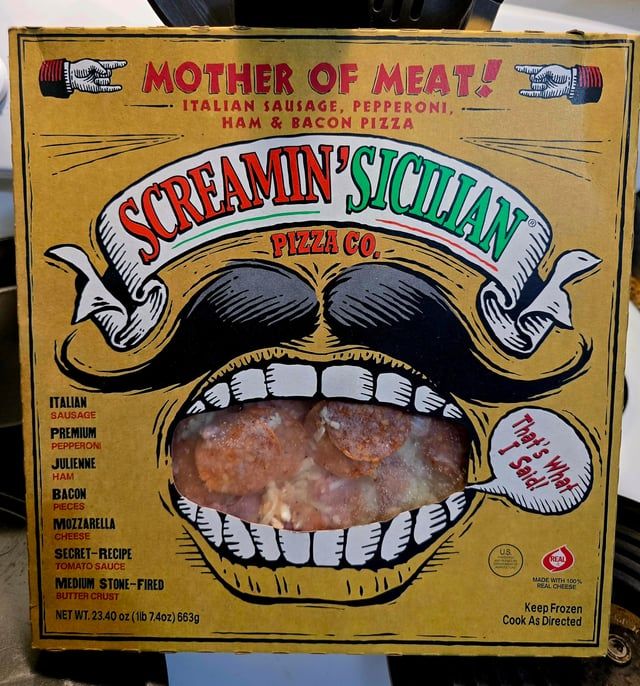 MOTHER OF MEAT!
ITALIAN SAUSAGE, PEPPERONI,
HAM & BACON PIZZA
SCREAMIN' SICILIAN®
PIZZA CO.
ITALIAN
SAUSAGE
PREMIUM
PEPPERONI
JULIENNE
HAM
BACON
PIECES
MOZZARELLA
CHEESE
SECRET-RECIPE
TOMATO SAUCE
MEDIUM STONE-FIRED
BUTTER CRUST
NET WT. 23.40 oz (1lb 7.4oz) 663g
That's What
I Said!
U.S.
REAL
MADE WITH 100%
REAL CHEESE
Keep Frozen
Cook As Directed